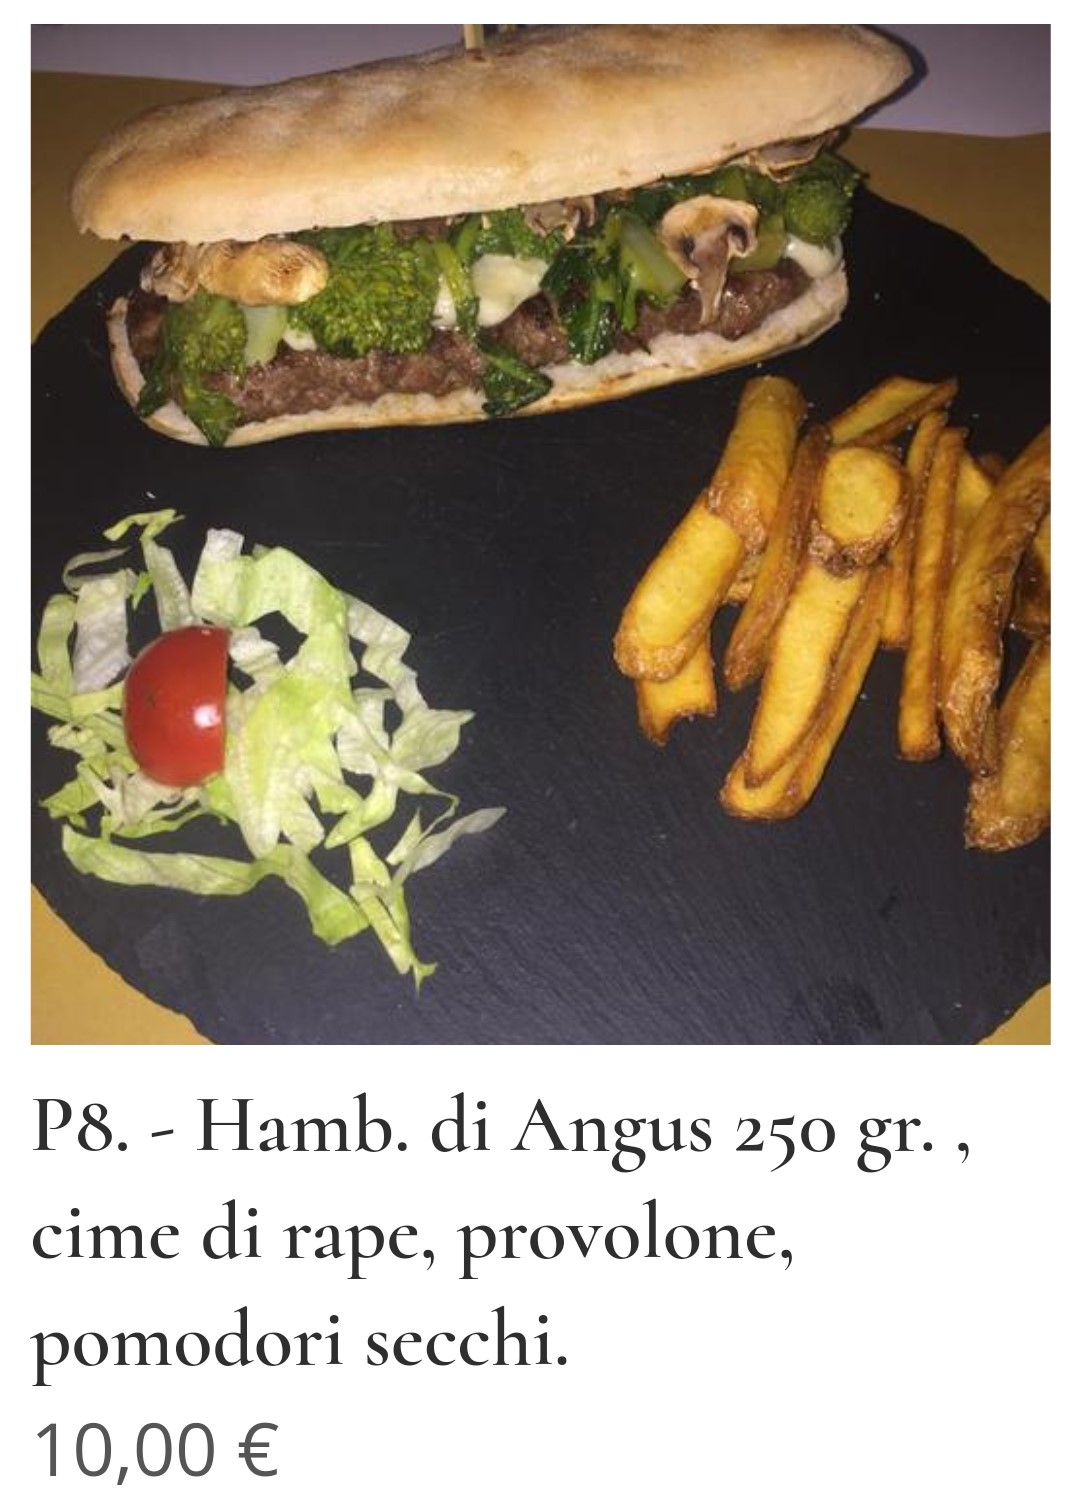 P8. - Hamb. di Angus 250 gr. ,
cime di rape, provolone,
pomodori secchi.
10,00 €